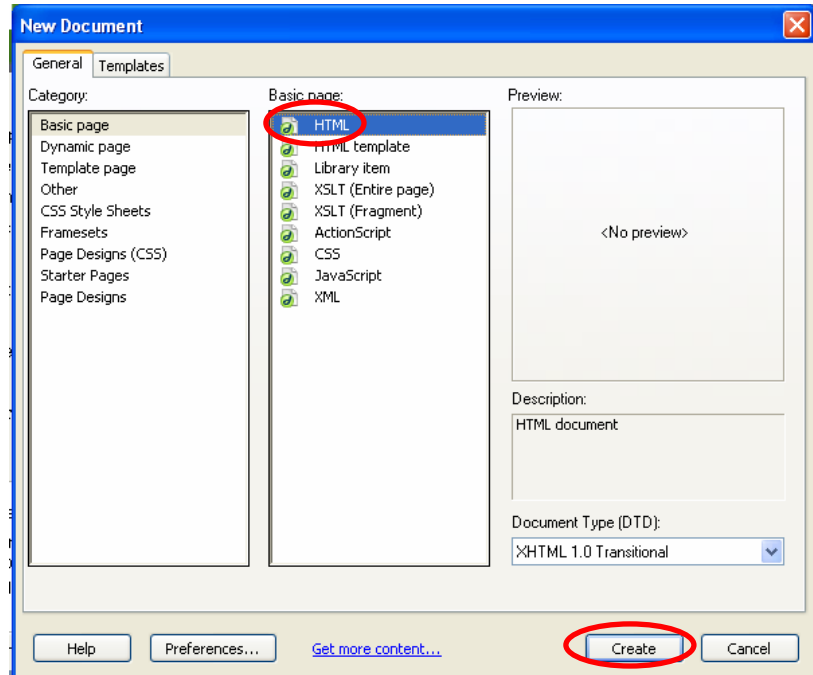 New Document
General Templates
Category:
Basic page
Dynamic page
Template page
Other
CSS Style Sheets
Framesets
Page Designs (CSS)
Starter Pages
Page Designs
Basic page:
HTML
HTML template
Library item
XSLT (Entire page)
XSLT (Fragment)
ActionScript
CSS
JavaScript
XML
Preview:
<No preview>
Description:
HTML document
Document Type (DTD):
XHTML 1.0 Transitional
Help Preferences... Get more content... Create Cancel